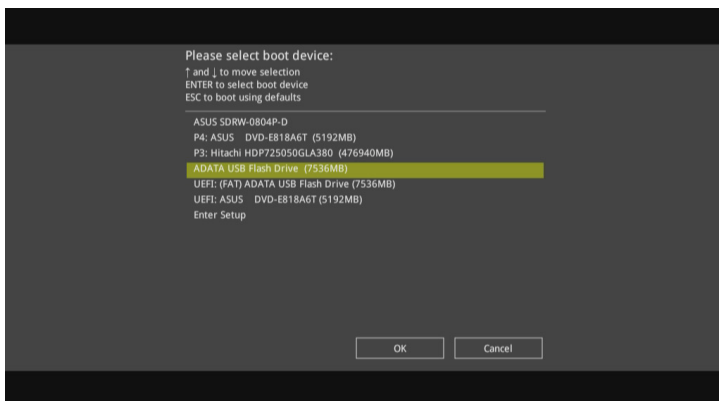 Please select boot device:
↑ and ↓ to move selection
ENTER to select boot device
ESC to boot using defaults
ASUS SDRW-0804P-D
P4: ASUS DVD-E818A6T (5192MB)
P3: Hitachi HDP725050GLA380 (476940MB)
ADATA USB Flash Drive (7536MB)
UEFI: (FAT) ADATA USB Flash Drive (7536MB)
UEFI: ASUS DVD-E818A6T (5192MB)
Enter Setup
OK Cancel